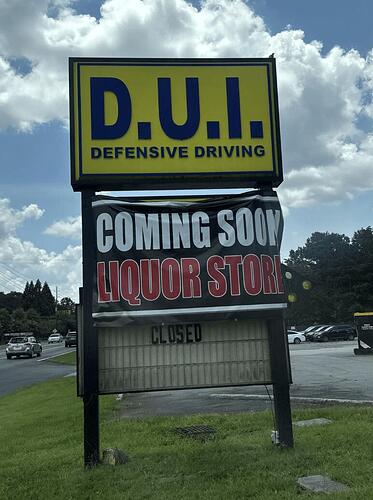 D.U.I.
DEFENSIVE DRIVING
COMING SOON
LIQUOR STORE
CLOSED